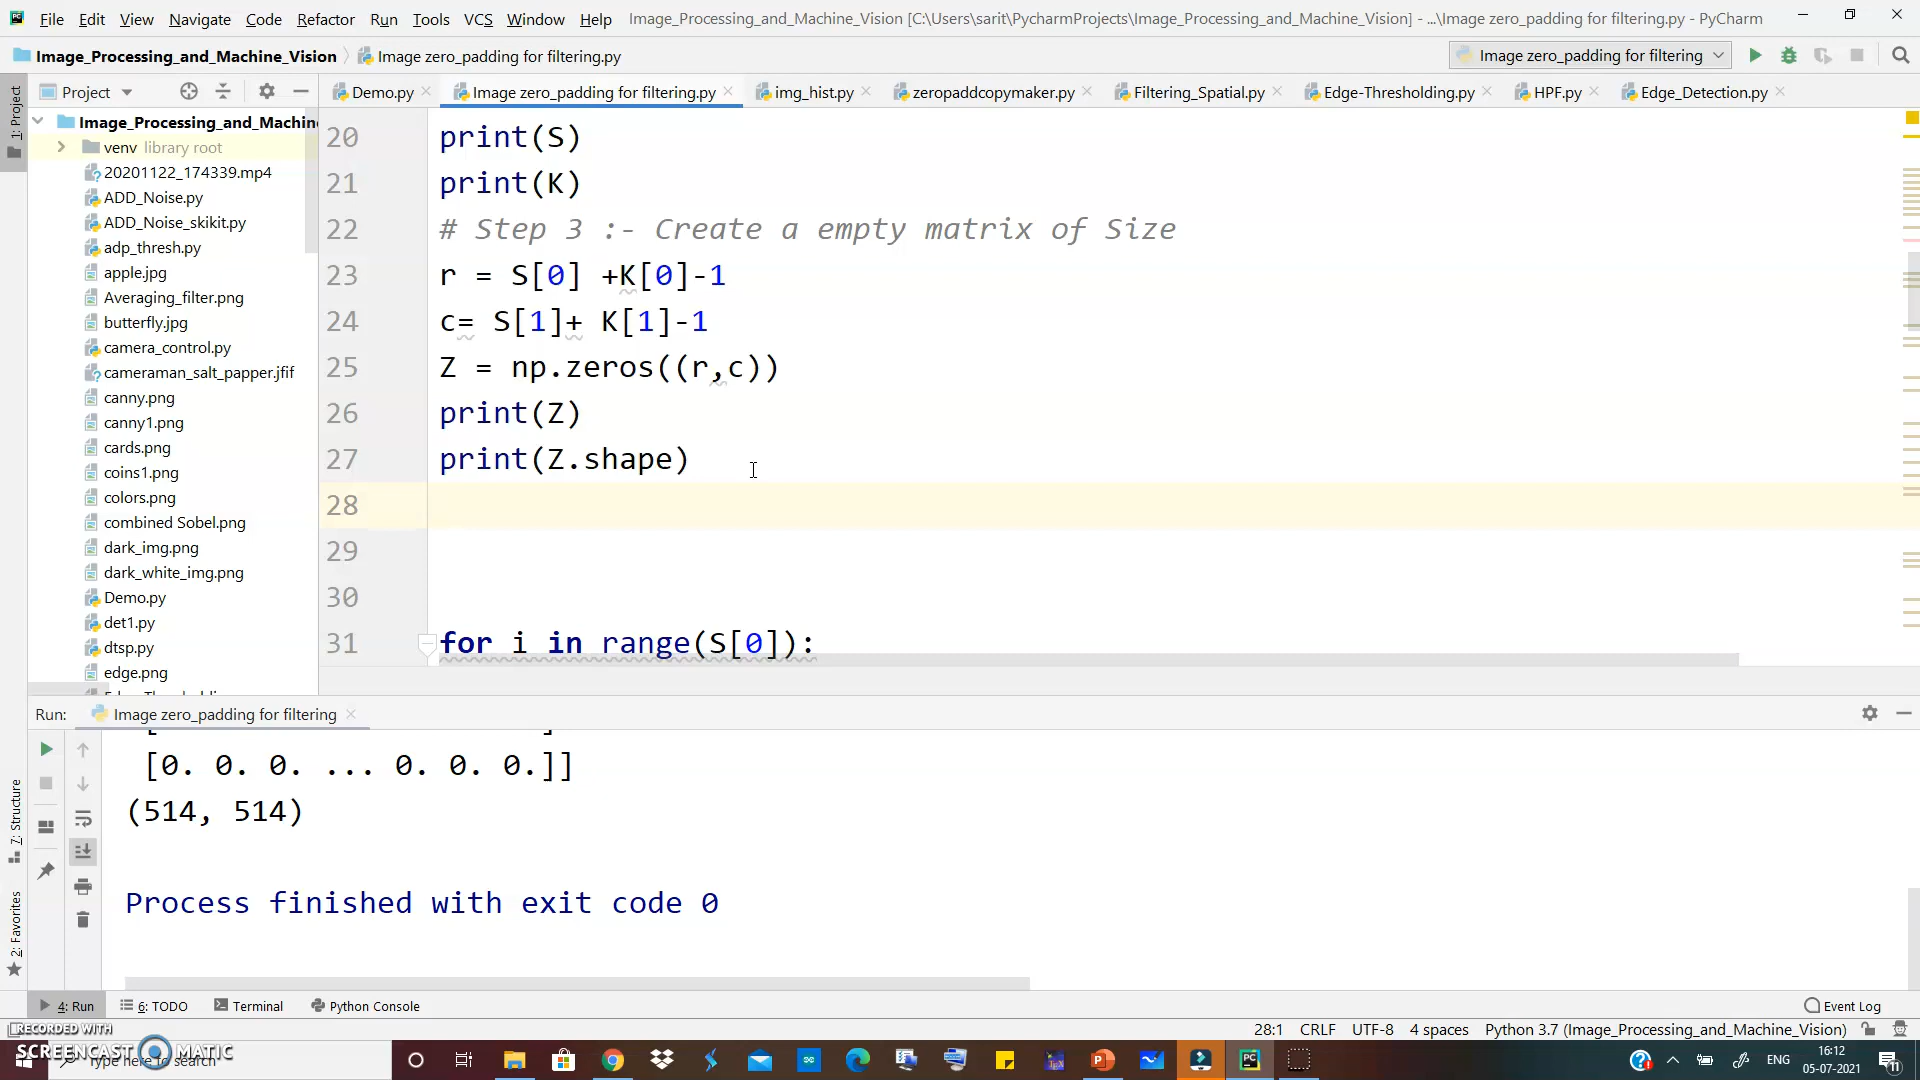 File Edit View Navigate Code Refactor Run Tools VCS Window Help Image_Processing_and_Machine_Vision [C:\Users\sarit\PycharmProjects\Image_Processing_and_Machine_Vision] - ...\Image zero_padding for filtering.py - PyCharm
Image_Processing_and_Machine_Vision Image zero_padding for filtering.py Image zero_padding for filtering
Project Demo.py Image zero_padding for filtering.py img_hist.py zeropaddcopymaker.py Filtering_Spatial.py Edge-Thresholding.py HPF.py Edge_Detection.py
1: Project
Image_Processing_and_Machin
venv library root
20201122_174339.mp4
ADD_Noise.py
ADD_Noise_skikit.py
adp_thresh.py
apple.jpg
Averaging_filter.png
butterfly.jpg
camera_control.py
cameraman_salt_papper.jfif
canny.png
canny1.png
cards.png
coins1.png
colors.png
combined Sobel.png
dark_img.png
dark_white_img.png
Demo.py
det1.py
dtsp.py
edge.png
20 print(S)
21 print(K)
22 # Step 3 :- Create a empty matrix of Size
23 r = S[0] +K[0]-1
24 c= S[1]+ K[1]-1
25 Z = np.zeros((r,c))
26 print(Z)
27 print(Z.shape)
28
29
30
31 for i in range(S[0]):
Run: Image zero_padding for filtering
[0. 0. 0. ... 0. 0. 0.]]
(514, 514)
Process finished with exit code 0
7: Structure
2: Favorites
4: Run 6: TODO Terminal Python Console Event Log
28:1 CRLF UTF-8 4 spaces Python 3.7 (Image_Processing_and_Machine_Vision)
RECORDED WITH
SCREENCAST MATIC
Type here to search
ENG 16:12
05-07-2021
11